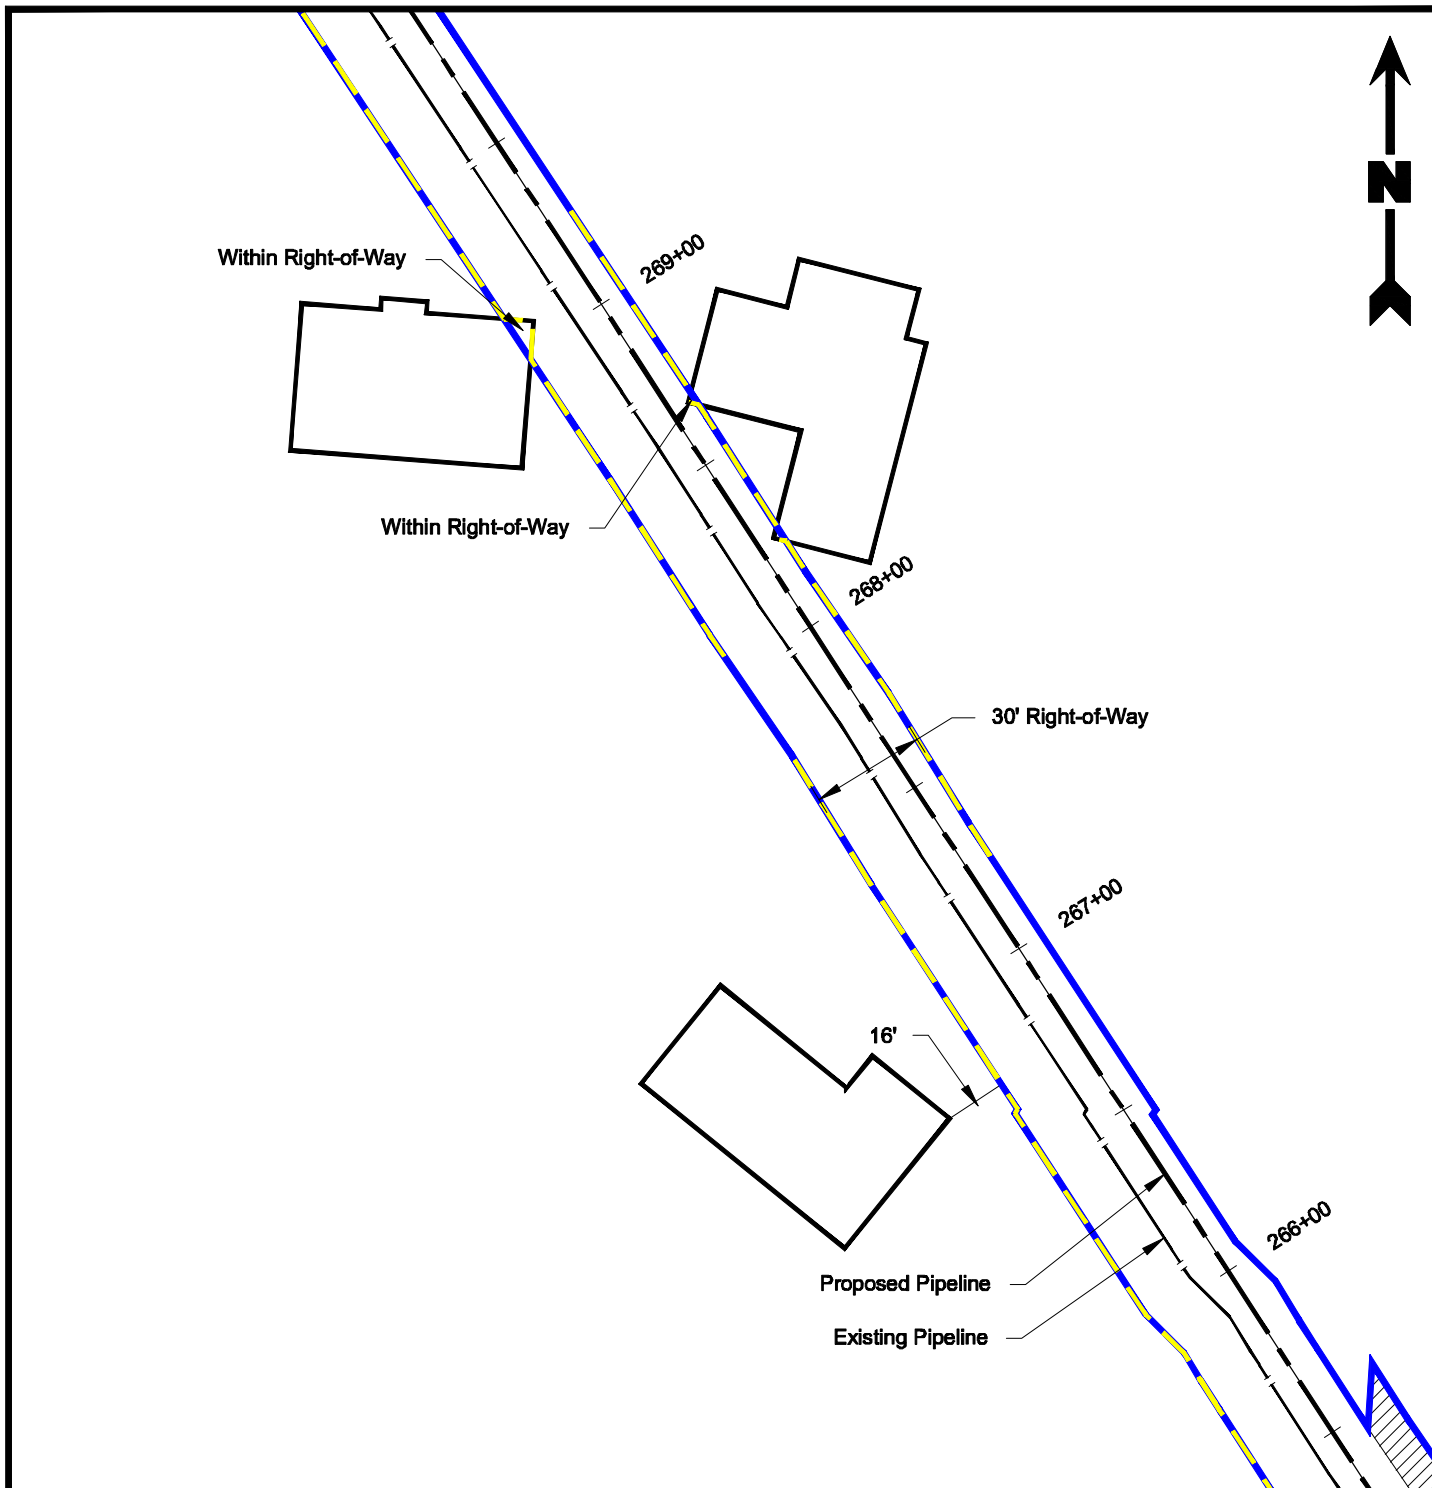 N
269+00
Within Right-of-Way
Within Right-of-Way
268+00
30' Right-of-Way
267+00
16'
266+00
Proposed Pipeline
Existing Pipeline